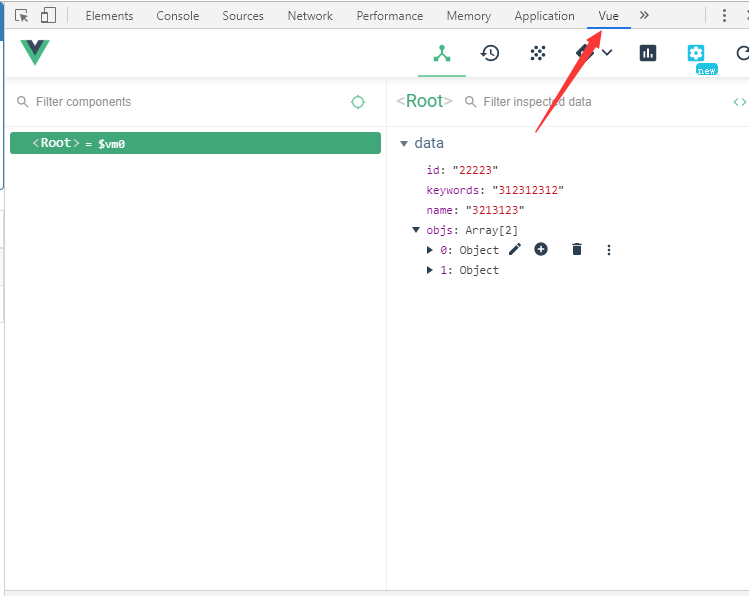 Elements Console Sources Network Performance Memory Application Vue »
new
Filter components
<Root> Filter inspected data <>
<Root> = $vm0
data
id: "22223"
keywords: "312312312"
name: "3213123"
objs: Array[2]
0: Object
1: Object